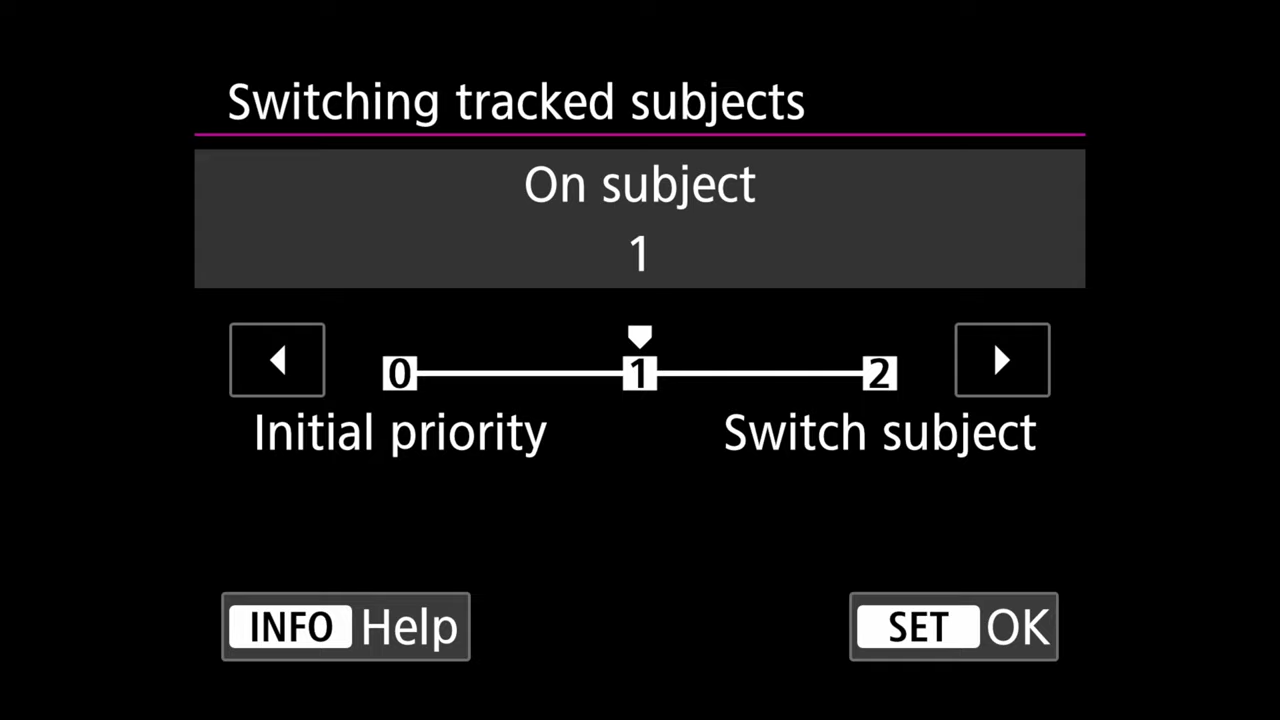 Switching tracked subjects
On subject
1
0 1 2
Initial priority Switch subject
INFO Help SET OK